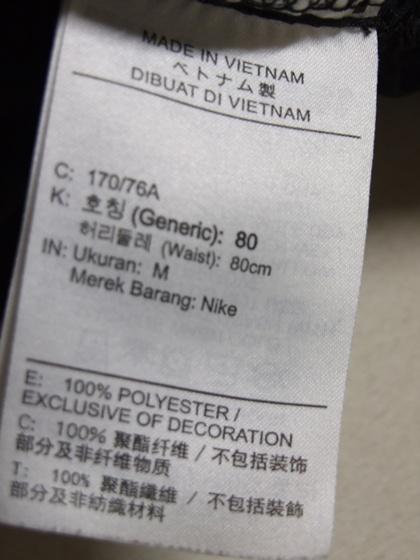 MADE IN VIETNAM
ベトナム製
DIBUAT DI VIETNAM
C: 170/76A
K: 호칭 (Generic): 80
허리둘레 (Waist): 80cm
IN: Ukuran: M
Merek Barang: Nike
E: 100% POLYESTER /
EXCLUSIVE OF DECORATION
C: 100% 聚酯纤维 / 不包括装饰
部分及非纤维物质
T: 100% 聚酯纖維 / 不包括裝飾
部分及非紡織材料